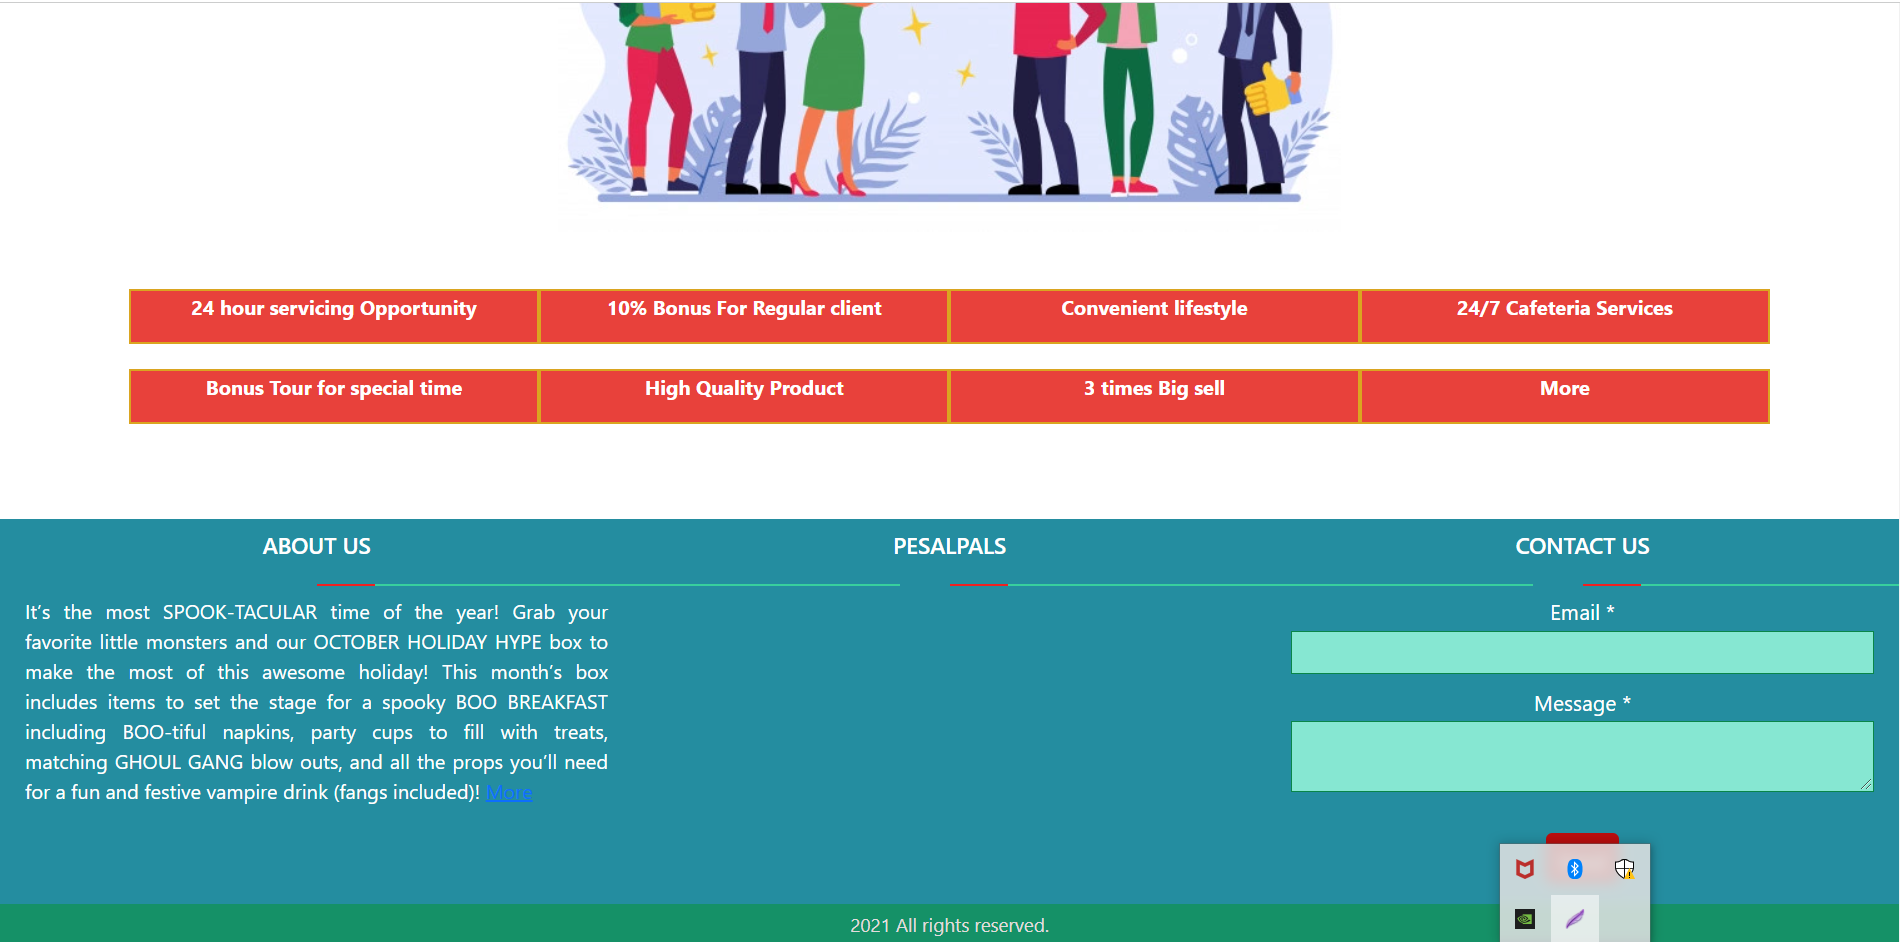 24 hour servicing Opportunity
10% Bonus For Regular client
Convenient lifestyle
24/7 Cafeteria Services
Bonus Tour for special time
High Quality Product
3 times Big sell
More
ABOUT US
It’s the most SPOOK-TACULAR time of the year! Grab your
favorite little monsters and our OCTOBER HOLIDAY HYPE box to
make the most of this awesome holiday! This month’s box
includes items to set the stage for a spooky BOO BREAKFAST
including BOO-tiful napkins, party cups to fill with treats,
matching GHOUL GANG blow outs, and all the props you’ll need
for a fun and festive vampire drink (fangs included)! More
PESALPALS
CONTACT US
Email *
Message *
2021 All rights reserved.